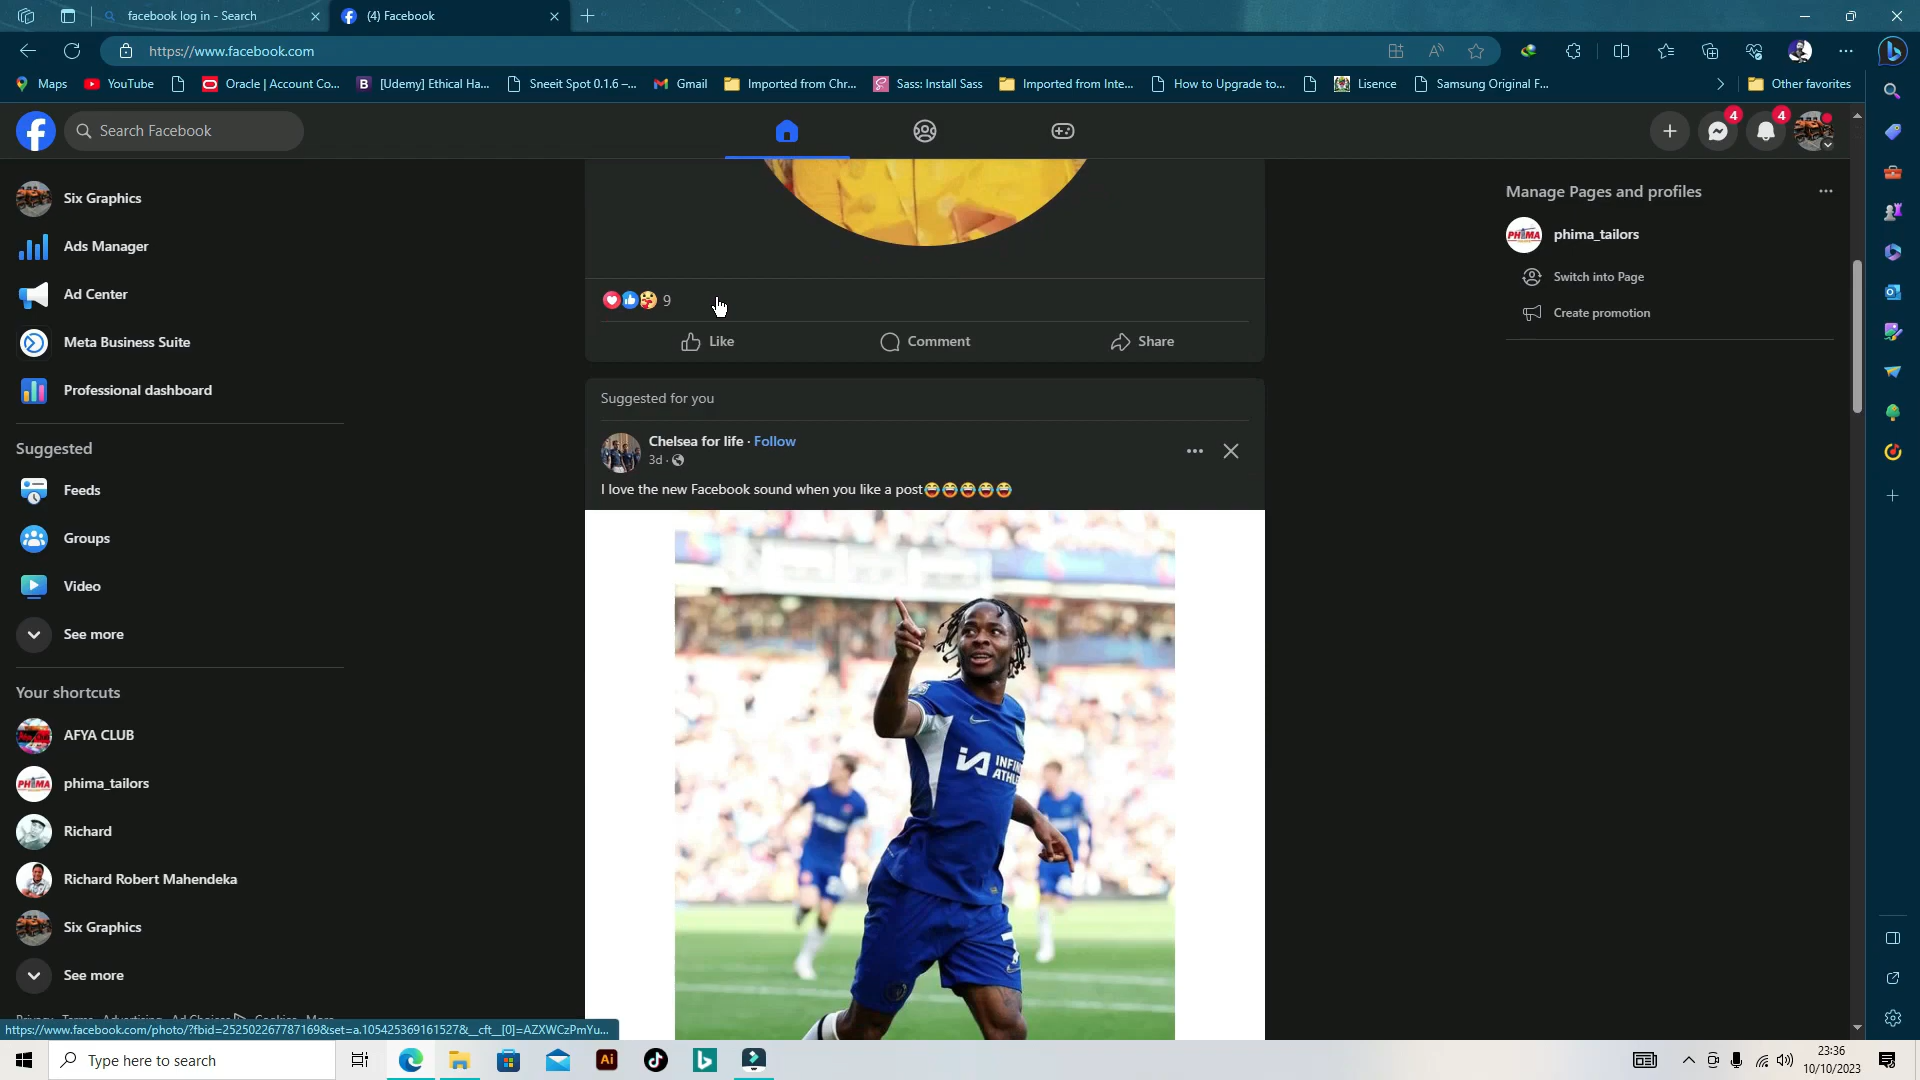 facebook log in - Search
(4) Facebook
https://www.facebook.com
Maps
YouTube
Oracle | Account Co...
[Udemy] Ethical Ha...
Sneeit Spot 0.1.6 –...
Gmail
Imported from Chr...
Sass: Install Sass
Imported from Inte...
How to Upgrade to...
Lisence
Samsung Original F...
Other favorites
Search Facebook
4
4
Six Graphics
Ads Manager
Ad Center
Meta Business Suite
Professional dashboard
Suggested
Feeds
Groups
Video
See more
Your shortcuts
AFYA CLUB
PHIMA
phima_tailors
Richard
Richard Robert Mahendeka
Six Graphics
See more
https://www.facebook.com/photo/?fbid=252502267787169&set=a.105425369161527&__cft__[0]=AZXWCzPmYu...
9
Like
Comment
Share
Suggested for you
Chelsea for life · Follow
3d ·
I love the new Facebook sound when you like a post😂😂😂😂😂
INFIN
ATHLE
7
Manage Pages and profiles
PHIMA
phima_tailors
Switch into Page
Create promotion
Type here to search
Ai
23:36
10/10/2023